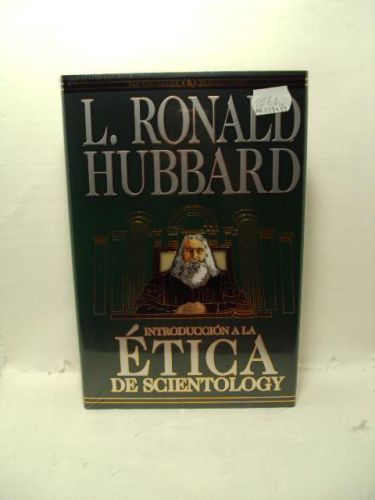 L. RONALD
HUBBARD
INTRODUCCIÓN A LA
ÉTICA
DE SCIENTOLOGY